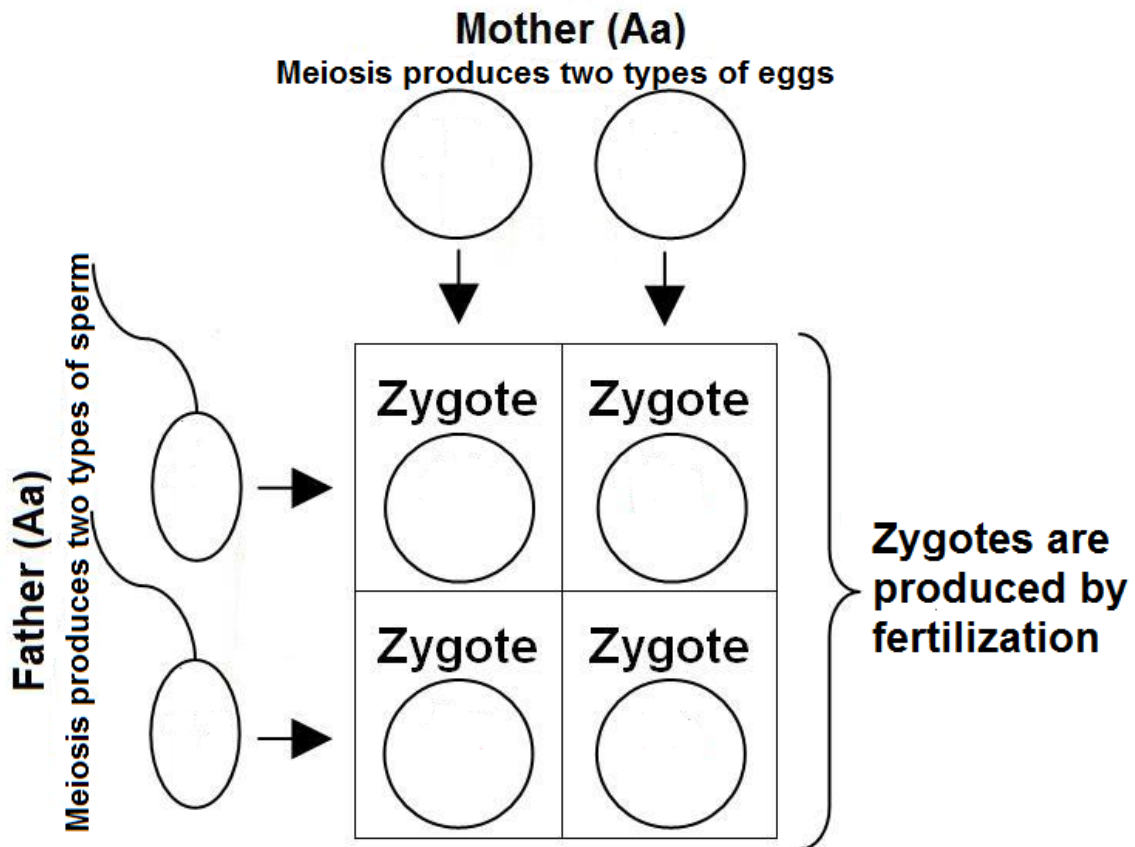 Mother (Aa)
Meiosis produces two types of eggs
Father (Aa)
Meiosis produces two types of sperm
Zygote
Zygote
Zygote
Zygote
Zygotes are
produced by
fertilization